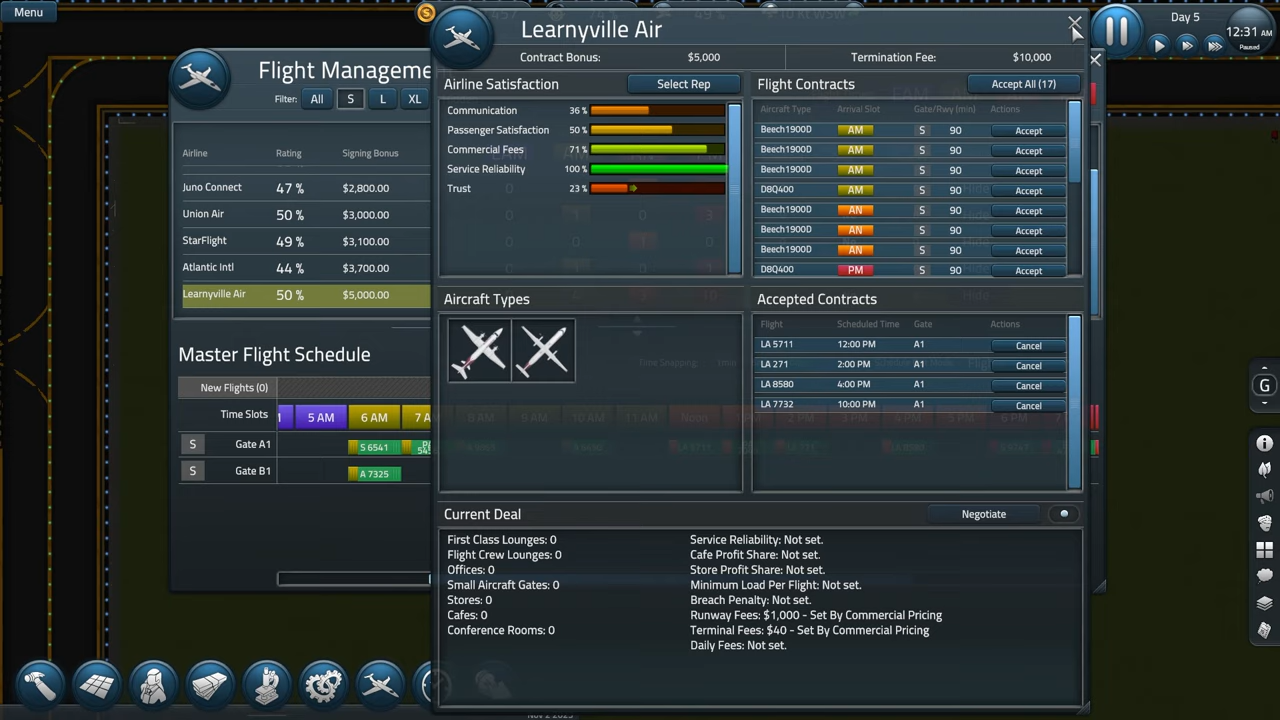 Menu
Day 5
12:31 AM
Paused
Flight Manageme
Filter: All S L XL
Airline Rating Signing Bonus
Juno Connect 47 % $2,800.00
Union Air 50 % $3,000.00
StarFlight 49 % $3,100.00
Atlantic Intl 44 % $3,700.00
Learnyville Air 50 % $5,000.00
Master Flight Schedule
New Flights (0)
Time Slots 5 AM 6 AM 7 A
S Gate A1 S 6541
S Gate B1 A 7325
Learnyville Air
Contract Bonus: $5,000 Termination Fee: $10,000
Airline Satisfaction Select Rep
Communication 36 %
Passenger Satisfaction 50 %
Commercial Fees 71 %
Service Reliability 100 %
Trust 23 %
Flight Contracts Accept All (17)
Aircraft Type Arrival Slot Gate/Rwy (min) Actions
Beech1900D AM S 90 Accept
Beech1900D AM S 90 Accept
Beech1900D AM S 90 Accept
D8Q400 AM S 90 Accept
Beech1900D AN S 90 Accept
Beech1900D AN S 90 Accept
Beech1900D AN S 90 Accept
D8Q400 PM S 90 Accept
Aircraft Types
Accepted Contracts
Flight Scheduled Time Gate Actions
LA 5711 12:00 PM A1 Cancel
LA 271 2:00 PM A1 Cancel
LA 8580 4:00 PM A1 Cancel
LA 7732 10:00 PM A1 Cancel
Current Deal Negotiate
First Class Lounges: 0
Flight Crew Lounges: 0
Offices: 0
Small Aircraft Gates: 0
Stores: 0
Cafes: 0
Conference Rooms: 0
Service Reliability: Not set.
Cafe Profit Share: Not set.
Store Profit Share: Not set.
Minimum Load Per Flight: Not set.
Breach Penalty: Not set.
Runway Fees: $1,000 - Set By Commercial Pricing
Terminal Fees: $40 - Set By Commercial Pricing
Daily Fees: Not set.
G